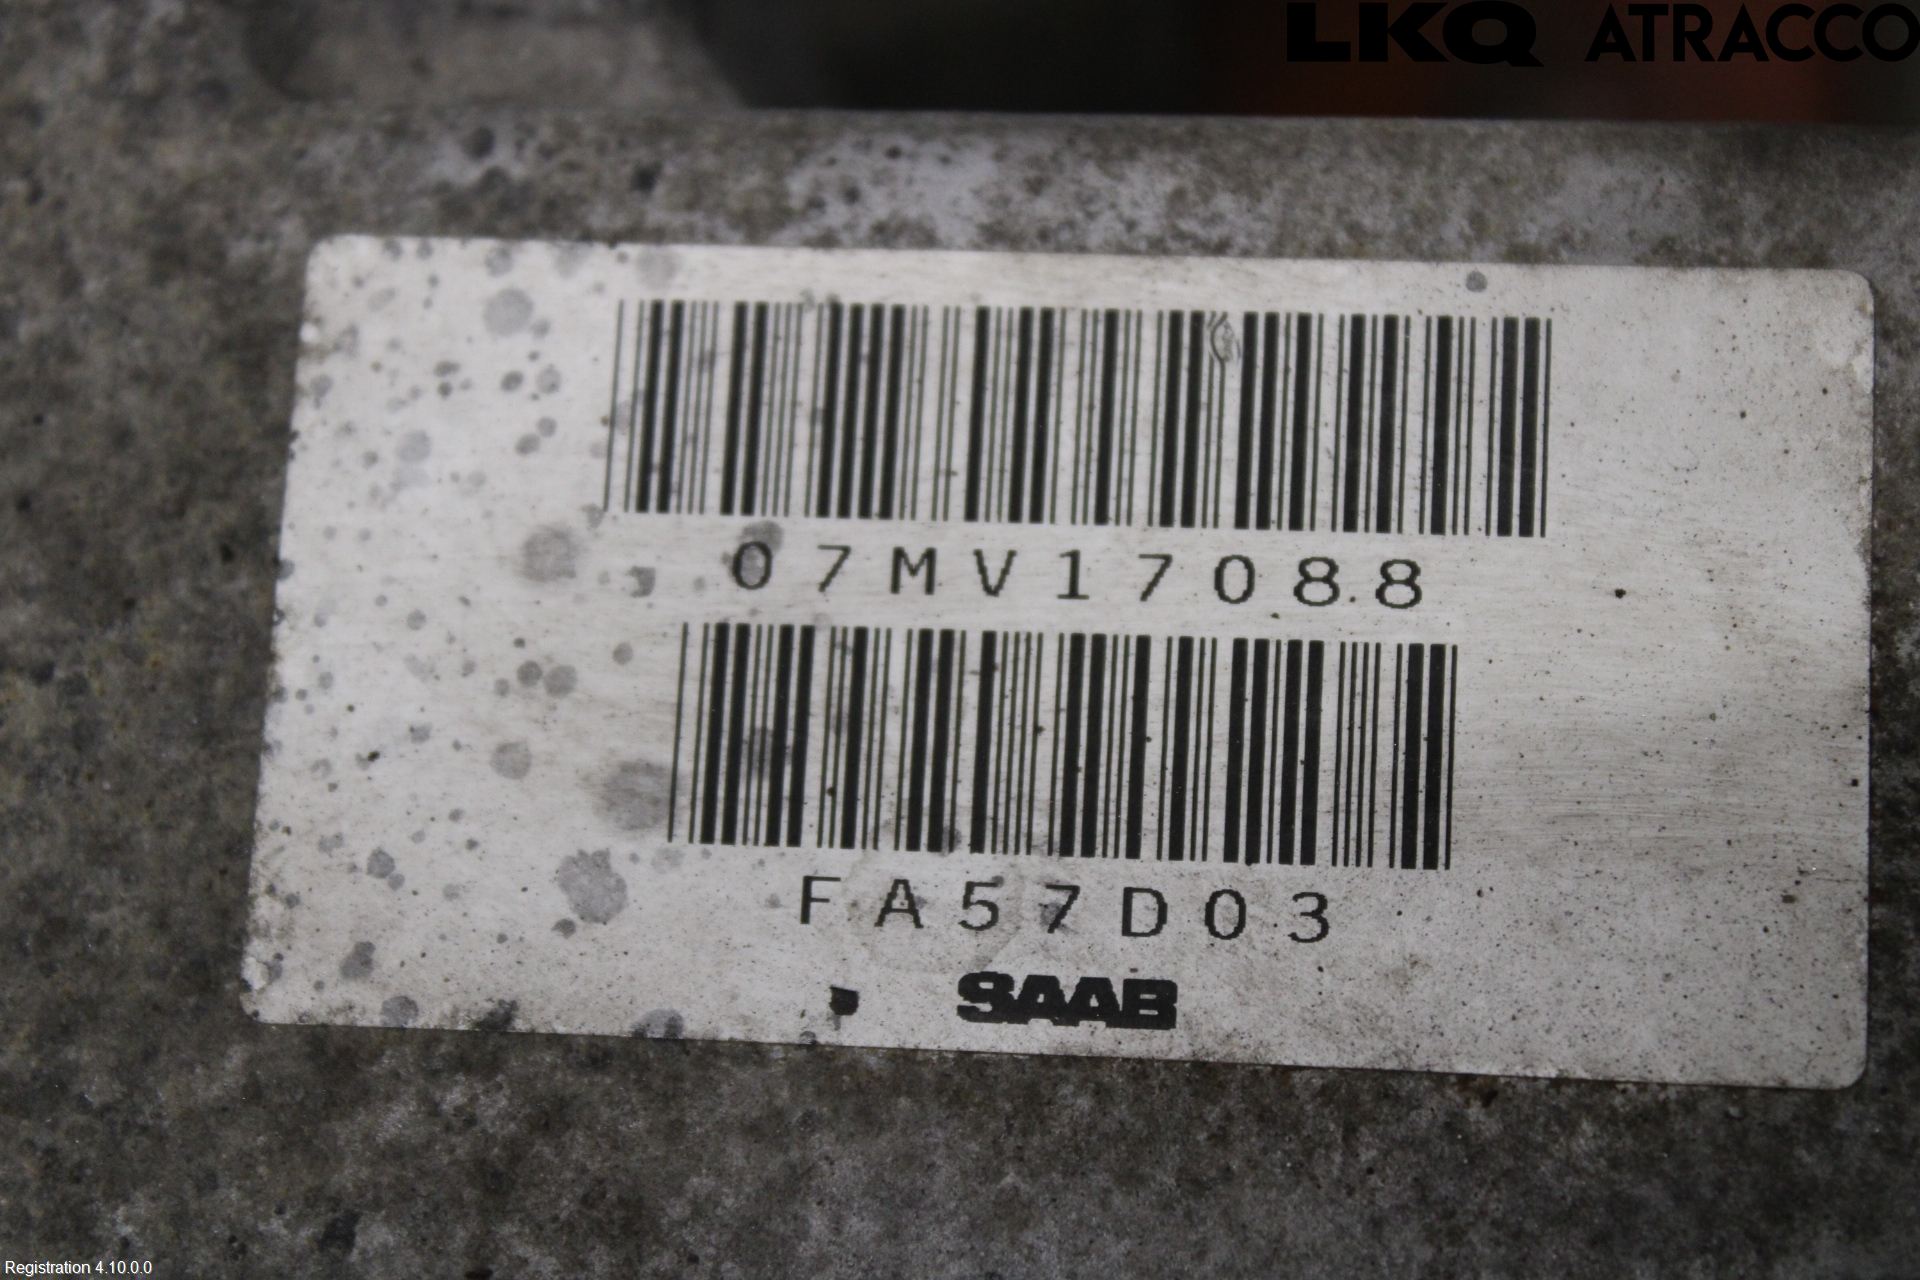 LKQ ATRACCO
07MV17088
FA57D03
SAAB
Registration 4.10.0.0